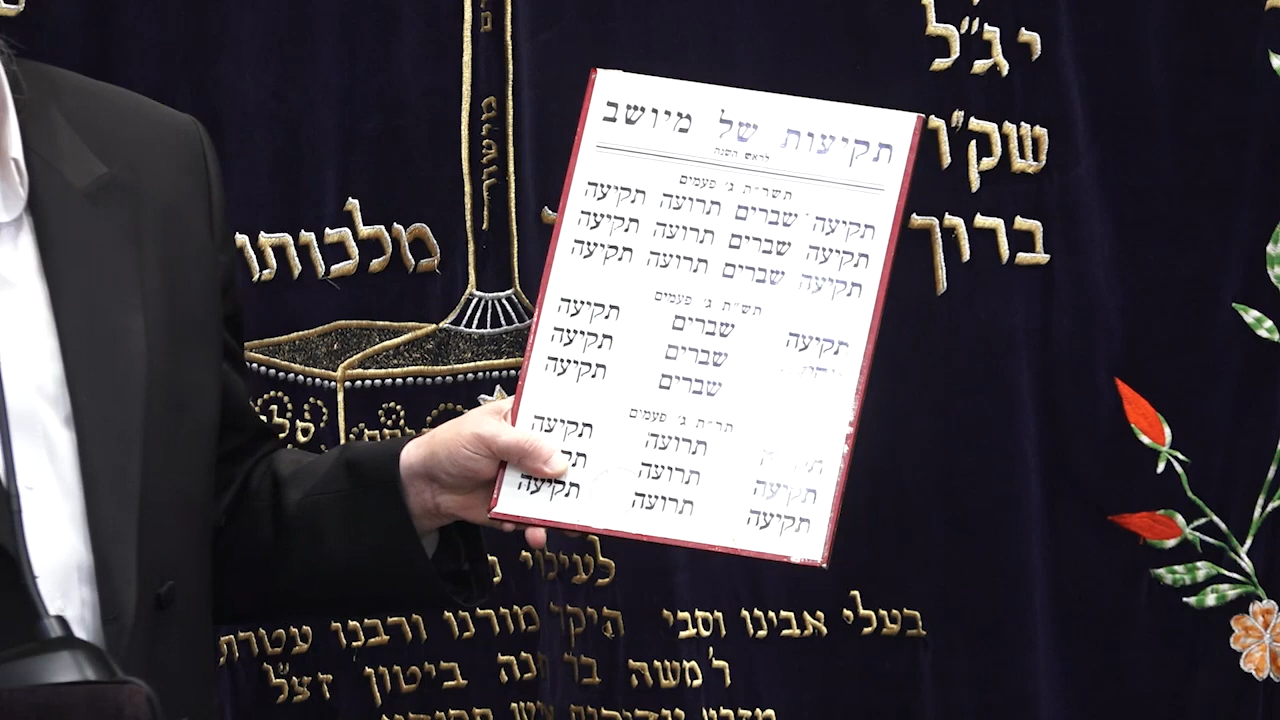 תקיעות של מיושב
לראש השנה
תשר״ת ג׳ פעמים
תקיעה שברים תרועה תקיעה
תקיעה שברים תרועה תקיעה
תקיעה שברים תרועה תקיעה
תש״ת ג׳ פעמים
תקיעה שברים תקיעה
שברים תקיעה
שברים תקיעה
תר״ת ג׳ פעמים
תרועה תקיעה
תקיעה תרועה
תקיעה תרועה תקיעה
יג״ל
שק״ו
ברוך
מלכותו
מישור
לעילוי
בעלי אבינו וסבי היקר מורנו ורבנו עטרת
ר׳משה בר חנה ביטון זצ״ל